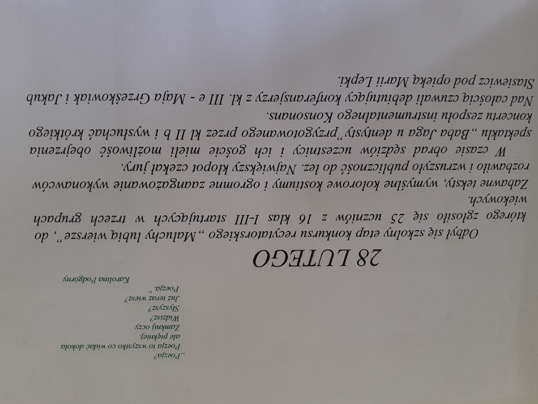 „Poezja?
Poezja to wszystko co widać dokoła
ale piękniej.
Zamknij oczy
Widzisz?
Słyszysz?
Już teraz wiesz?
Poezja”.
Karolina Podgórny
28 LUTEGO
Odbył się szkolny etap konkursu recytatorskiego „Maluchy lubią wiersze”, do
którego zgłosiło się 25 uczniów z 16 klas I-III startujących w trzech grupach
wiekowych.
Zabawne teksty, wymyślne kolorowe kostiumy i ogromne zaangażowanie wykonawców
rozbawiło i wzruszyło publiczność do łez. Największy kłopot czekał jury.
W czasie obrad sędziów uczestnicy i ich goście mieli możliwość obejrzenia
spektaklu „Baba Jaga u dentysty ”przygotowanego przez kl II b i wysłuchać krótkiego
koncertu zespołu instrumentalnego Konsonans.
Nad całością czuwali debiutujący konferansjerzy z kl. III e - Maja Grześkowiak i Jakub
Stasiewicz pod opieką Marii Lepki.